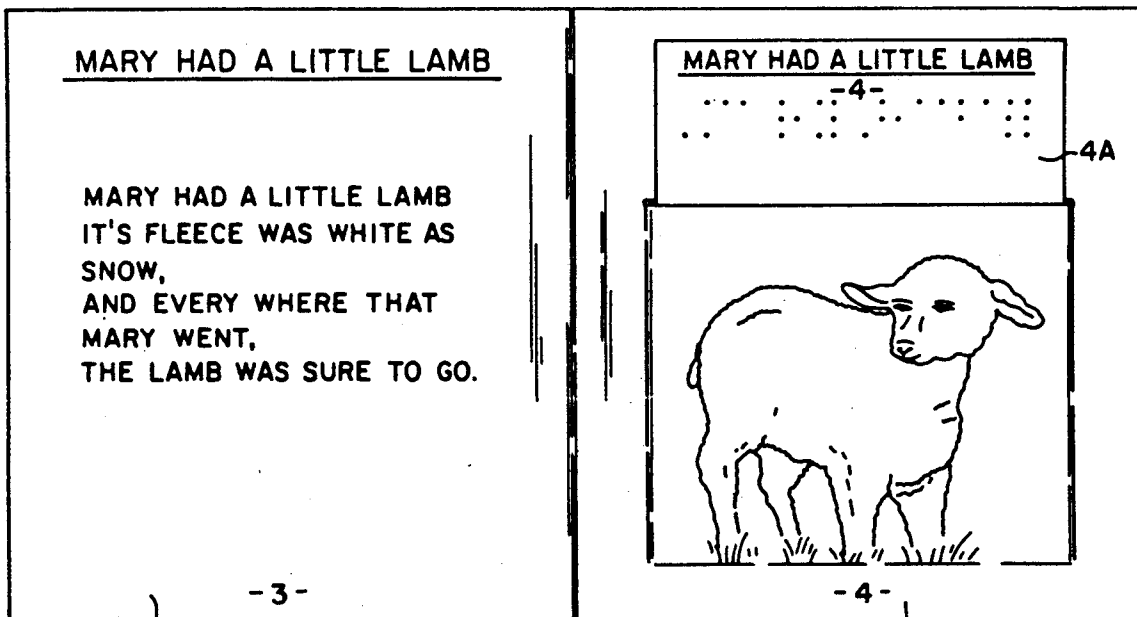 MARY HAD A LITTLE LAMB
MARY HAD A LITTLE LAMB
IT'S FLEECE WAS WHITE AS
SNOW,
AND EVERY WHERE THAT
MARY WENT,
THE LAMB WAS SURE TO GO.
-3-
MARY HAD A LITTLE LAMB
-4-
4A
-4-